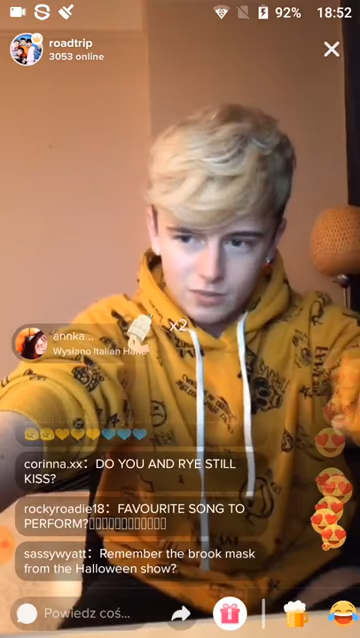 92% 18:52
roadtrip
3053 online
annka...
x2
Wysłano Italian Hand
corinna.xx: DO YOU AND RYE STILL
KISS?
rockyroadie18: FAVOURITE SONG TO
PERFORM?
sassywyatt: Remember the brook mask
from the Halloween show?
Powiedz coś...